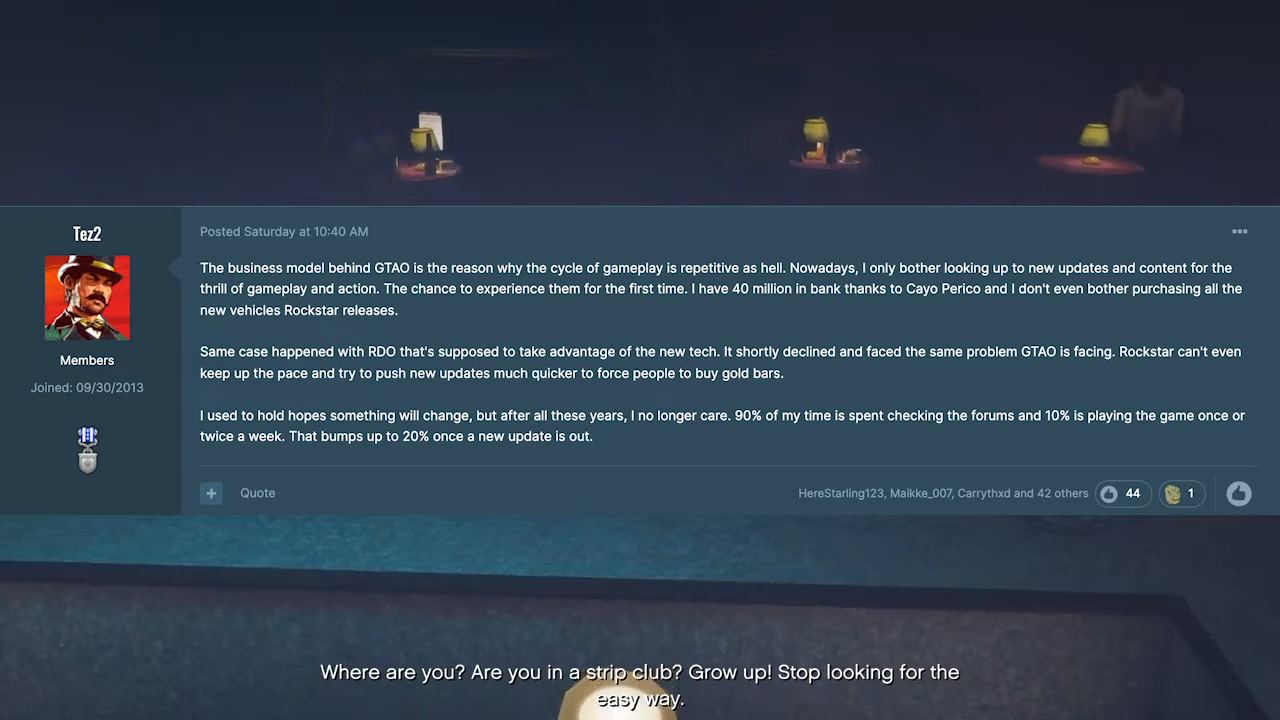 Tez2
Members
Joined: 09/30/2013
Posted Saturday at 10:40 AM
The business model behind GTAO is the reason why the cycle of gameplay is repetitive as hell. Nowadays, I only bother looking up to new updates and content for the
thrill of gameplay and action. The chance to experience them for the first time. I have 40 million in bank thanks to Cayo Perico and I don't even bother purchasing all the
new vehicles Rockstar releases.
Same case happened with RDO that's supposed to take advantage of the new tech. It shortly declined and faced the same problem GTAO is facing. Rockstar can't even
keep up the pace and try to push new updates much quicker to force people to buy gold bars.
I used to hold hopes something will change, but after all these years, I no longer care. 90% of my time is spent checking the forums and 10% is playing the game once or
twice a week. That bumps up to 20% once a new update is out.
+ Quote
HereStarling123, Maikke_007, Carrythxd and 42 others 44 1
Where are you? Are you in a strip club? Grow up! Stop looking for the
easy way.